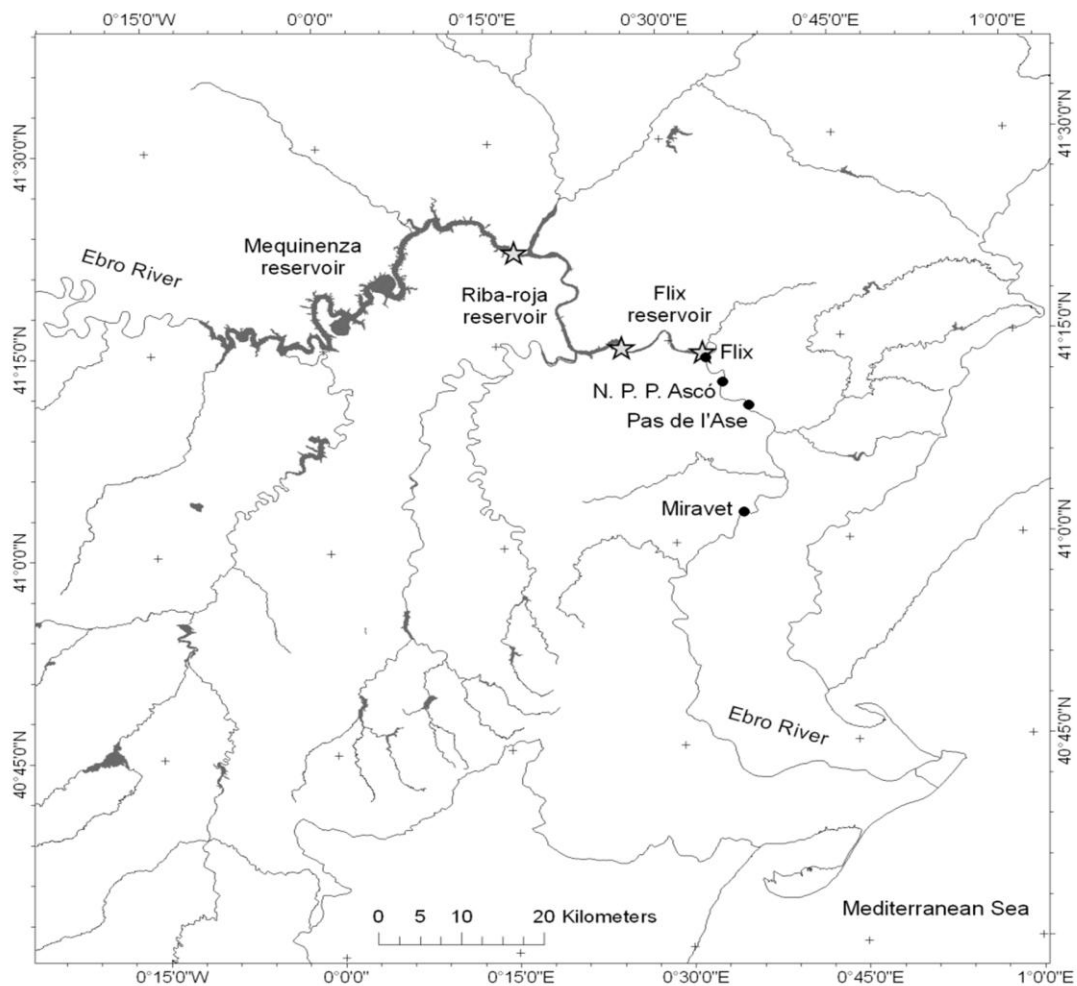 0°15'0"W 0°0'0" 0°15'0"E 0°30'0"E 0°45'0"E 1°0'0"E
41°30'0"N
41°30'0"N
Ebro River
Mequinenza
reservoir
Riba-roja
reservoir
Flix
reservoir
41°15'0"N
41°15'0"N
Flix
N. P. P. Ascó
Pas de l'Ase
Miravet
41°0'0"N
41°0'0"N
Ebro River
40°45'0"N
40°45'0"N
0 5 10 20 Kilometers
Mediterranean Sea
0°15'0"W 0°0'0" 0°15'0"E 0°30'0"E 0°45'0"E 1°0'0"E